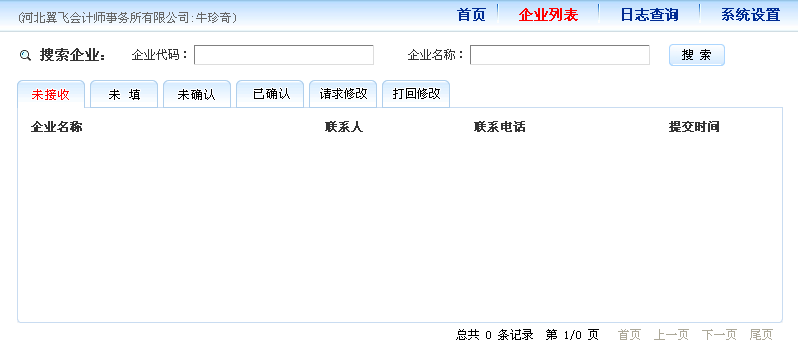 (河北翼飞会计师事务所有限公司:牛珍奇)
首页 企业列表 日志查询 系统设置
搜索企业: 企业代码: 企业名称: 搜 索
未接收 未 填 未确认 已确认 请求修改 打回修改
企业名称 联系人 联系电话 提交时间
总共 0 条记录 第 1/0 页 首页 上一页 下一页 尾页